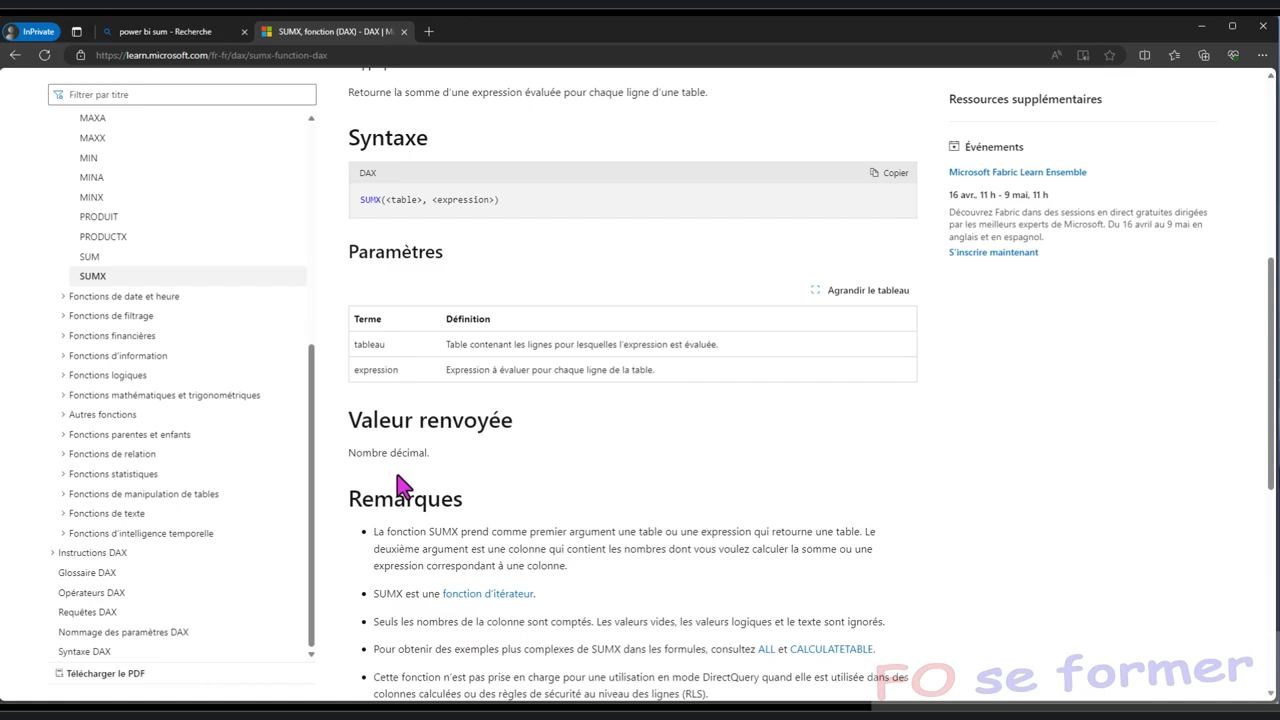 InPrivate
power bi sum - Recherche
SUMX, fonction (DAX) - DAX | M
https://learn.microsoft.com/fr-fr/dax/sumx-function-dax
Filtrer par titre
MAXA
MAXX
MIN
MINA
MINX
PRODUIT
PRODUCTX
SUM
SUMX
Fonctions de date et heure
Fonctions de filtrage
Fonctions financières
Fonctions d'information
Fonctions logiques
Fonctions mathématiques et trigonométriques
Autres fonctions
Fonctions parentes et enfants
Fonctions de relation
Fonctions statistiques
Fonctions de manipulation de tables
Fonctions de texte
Fonctions d'intelligence temporelle
Instructions DAX
Glossaire DAX
Opérateurs DAX
Requêtes DAX
Nommage des paramètres DAX
Syntaxe DAX
Télécharger le PDF
Retourne la somme d'une expression évaluée pour chaque ligne d'une table.
Syntaxe
DAX
Copier
SUMX(<table>, <expression>)
Paramètres
Agrandir le tableau
Terme Définition
tableau Table contenant les lignes pour lesquelles l'expression est évaluée.
expression Expression à évaluer pour chaque ligne de la table.
Valeur renvoyée
Nombre décimal.
Remarques
La fonction SUMX prend comme premier argument une table ou une expression qui retourne une table. Le
deuxième argument est une colonne qui contient les nombres dont vous voulez calculer la somme ou une
expression correspondant à une colonne.
SUMX est une fonction d'itérateur.
Seuls les nombres de la colonne sont comptés. Les valeurs vides, les valeurs logiques et le texte sont ignorés.
Pour obtenir des exemples plus complexes de SUMX dans les formules, consultez ALL et CALCULATETABLE.
Cette fonction n'est pas prise en charge pour une utilisation en mode DirectQuery quand elle est utilisée dans des
colonnes calculées ou des règles de sécurité au niveau des lignes (RLS).
Ressources supplémentaires
Événements
Microsoft Fabric Learn Ensemble
16 avr., 11 h - 9 mai, 11 h
Découvrez Fabric dans des sessions en direct gratuites dirigées
par les meilleurs experts de Microsoft. Du 16 avril au 9 mai en
anglais et en espagnol.
S'inscrire maintenant
FO se former